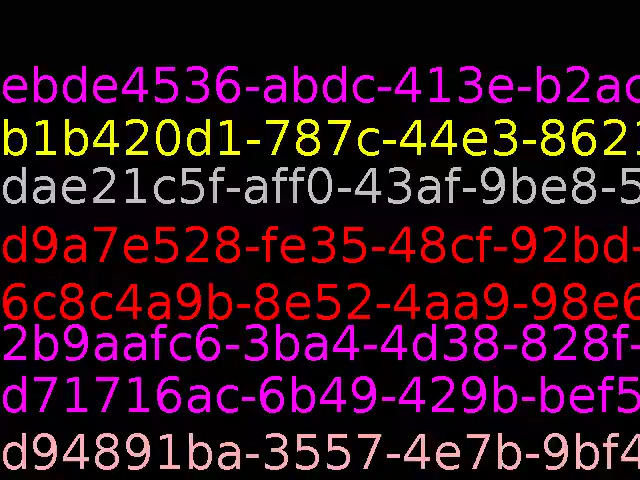 ebde4536-abdc-413e-b2ac
b1b420d1-787c-44e3-8621
dae21c5f-aff0-43af-9be8-5
d9a7e528-fe35-48cf-92bd-
6c8c4a9b-8e52-4aa9-98e6
2b9aafc6-3ba4-4d38-828f-
d71716ac-6b49-429b-bef5
d94891ba-3557-4e7b-9bf4